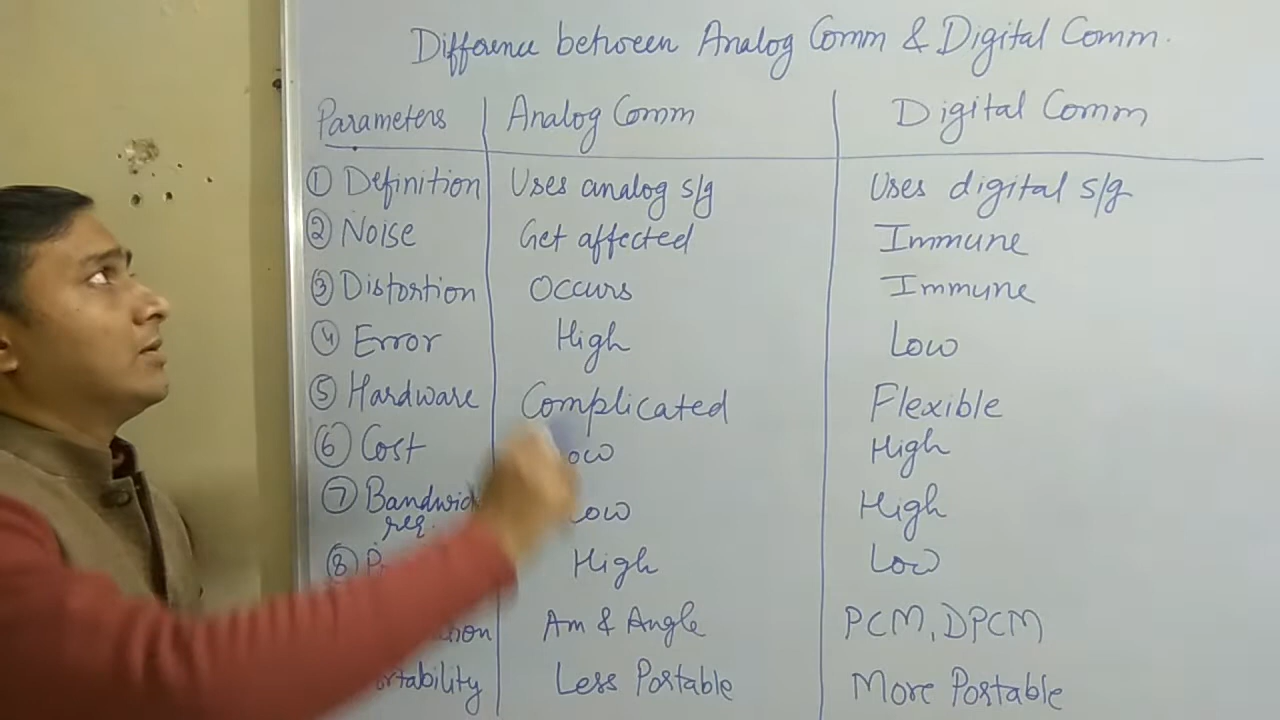 Difference between Analog Comm & Digital Comm.
Parameters Analog Comm Digital Comm
① Definition Uses analog s/g Uses digital s/g
② Noise Get affected Immune
③ Distortion Occurs Immune
④ Error High Low
⑤ Hardware Complicated Flexible
⑥ Cost High
⑦ High
req.
⑧ High Low
Am & Angle PCM, DPCM
Less Portable More Portable